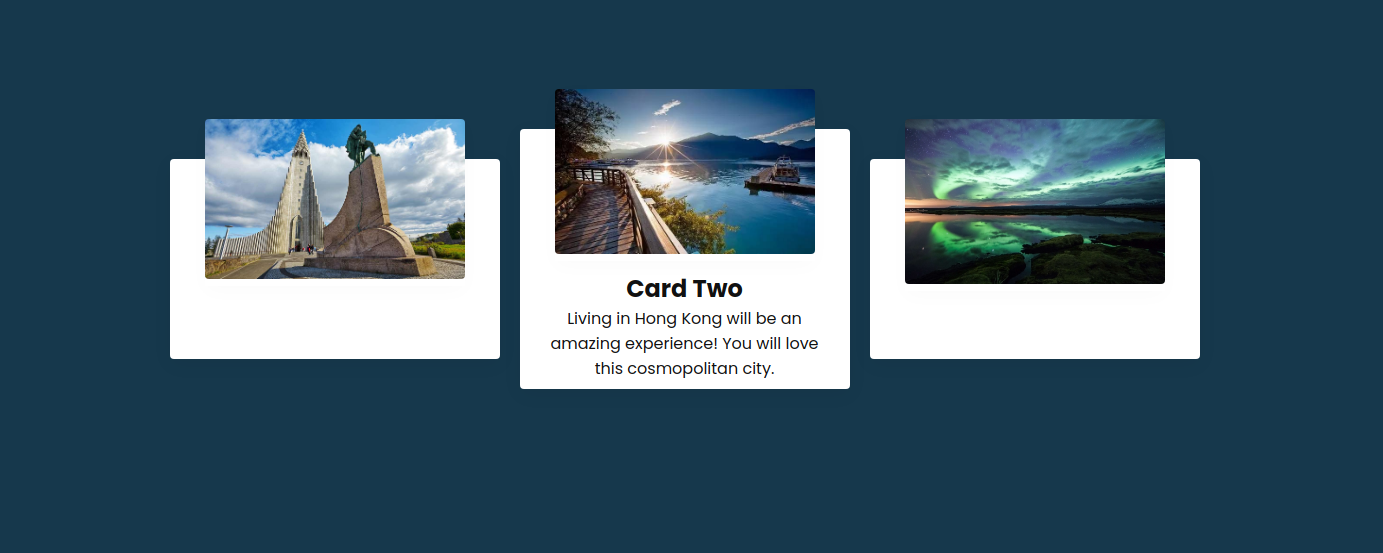 Card Two
Living in Hong Kong will be an
amazing experience! You will love
this cosmopolitan city.